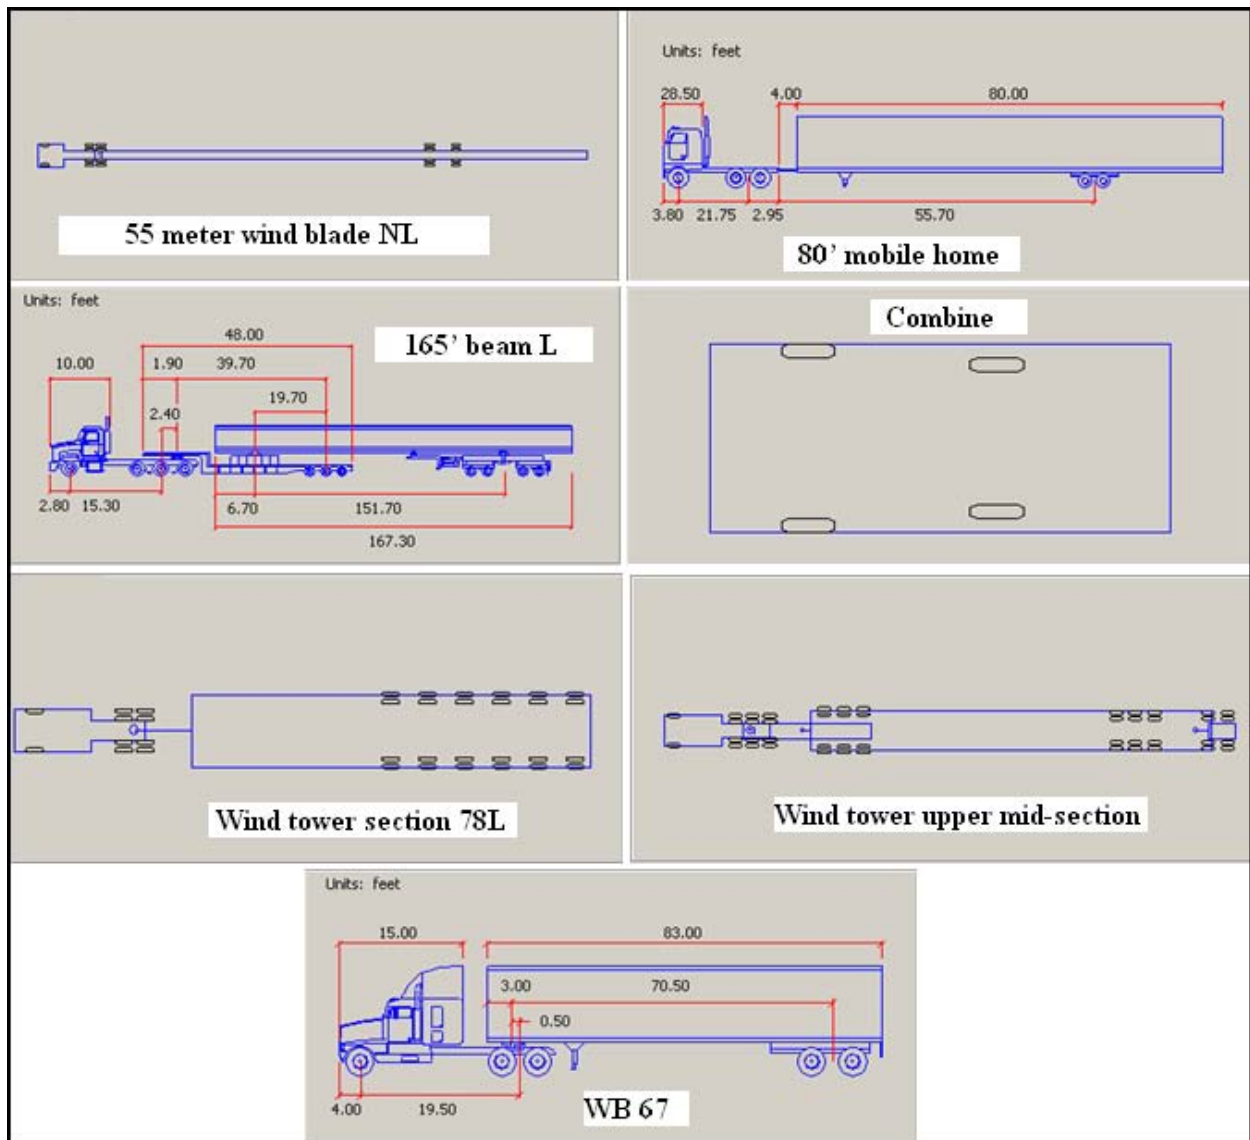 55 meter wind blade NL
Units: feet
28.50 4.00 80.00
3.80 21.75 2.95 55.70
80’ mobile home
Units: feet
165’ beam L
48.00
10.00 1.90 39.70
19.70
2.40
2.80 15.30 6.70 151.70
167.30
Combine
Wind tower section 78L
Wind tower upper mid-section
Units: feet
15.00 83.00
3.00 70.50
0.50
4.00 19.50
WB 67